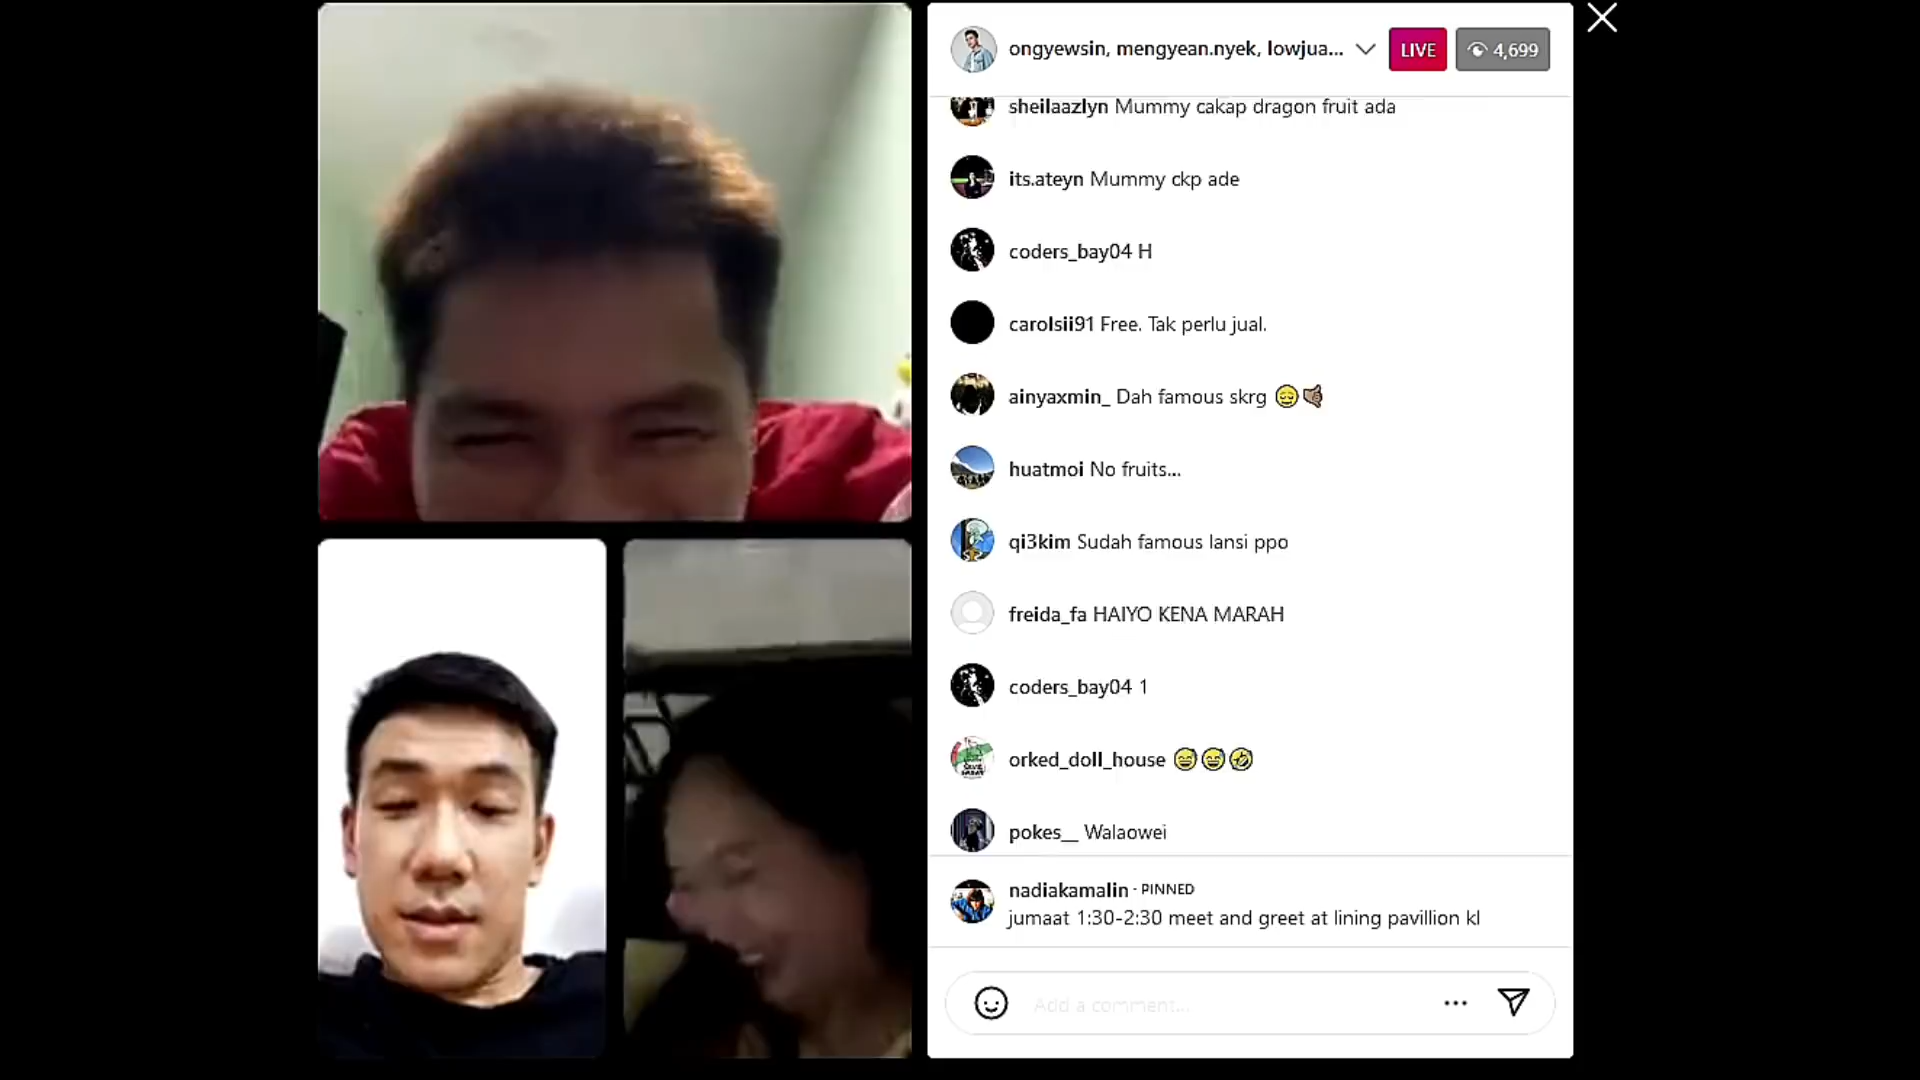 ongyewsin, mengyean.nyek, lowjua...
LIVE
4,699
sheilaazlyn Mummy cakap dragon fruit ada
its.ateyn Mummy ckp ade
coders_bay04 H
carolsii91 Free. Tak perlu jual.
ainyaxmin_ Dah famous skrg 😌🤙🏽
huatmoi No fruits...
qi3kim Sudah famous lansi ppo
freida_fa HAIYO KENA MARAH
coders_bay04 1
orked_doll_house 😅😅🤣
pokes__ Walaowei
nadiakamalin · PINNED
jumaat 1:30-2:30 meet and greet at lining pavillion kl
Add a comment...